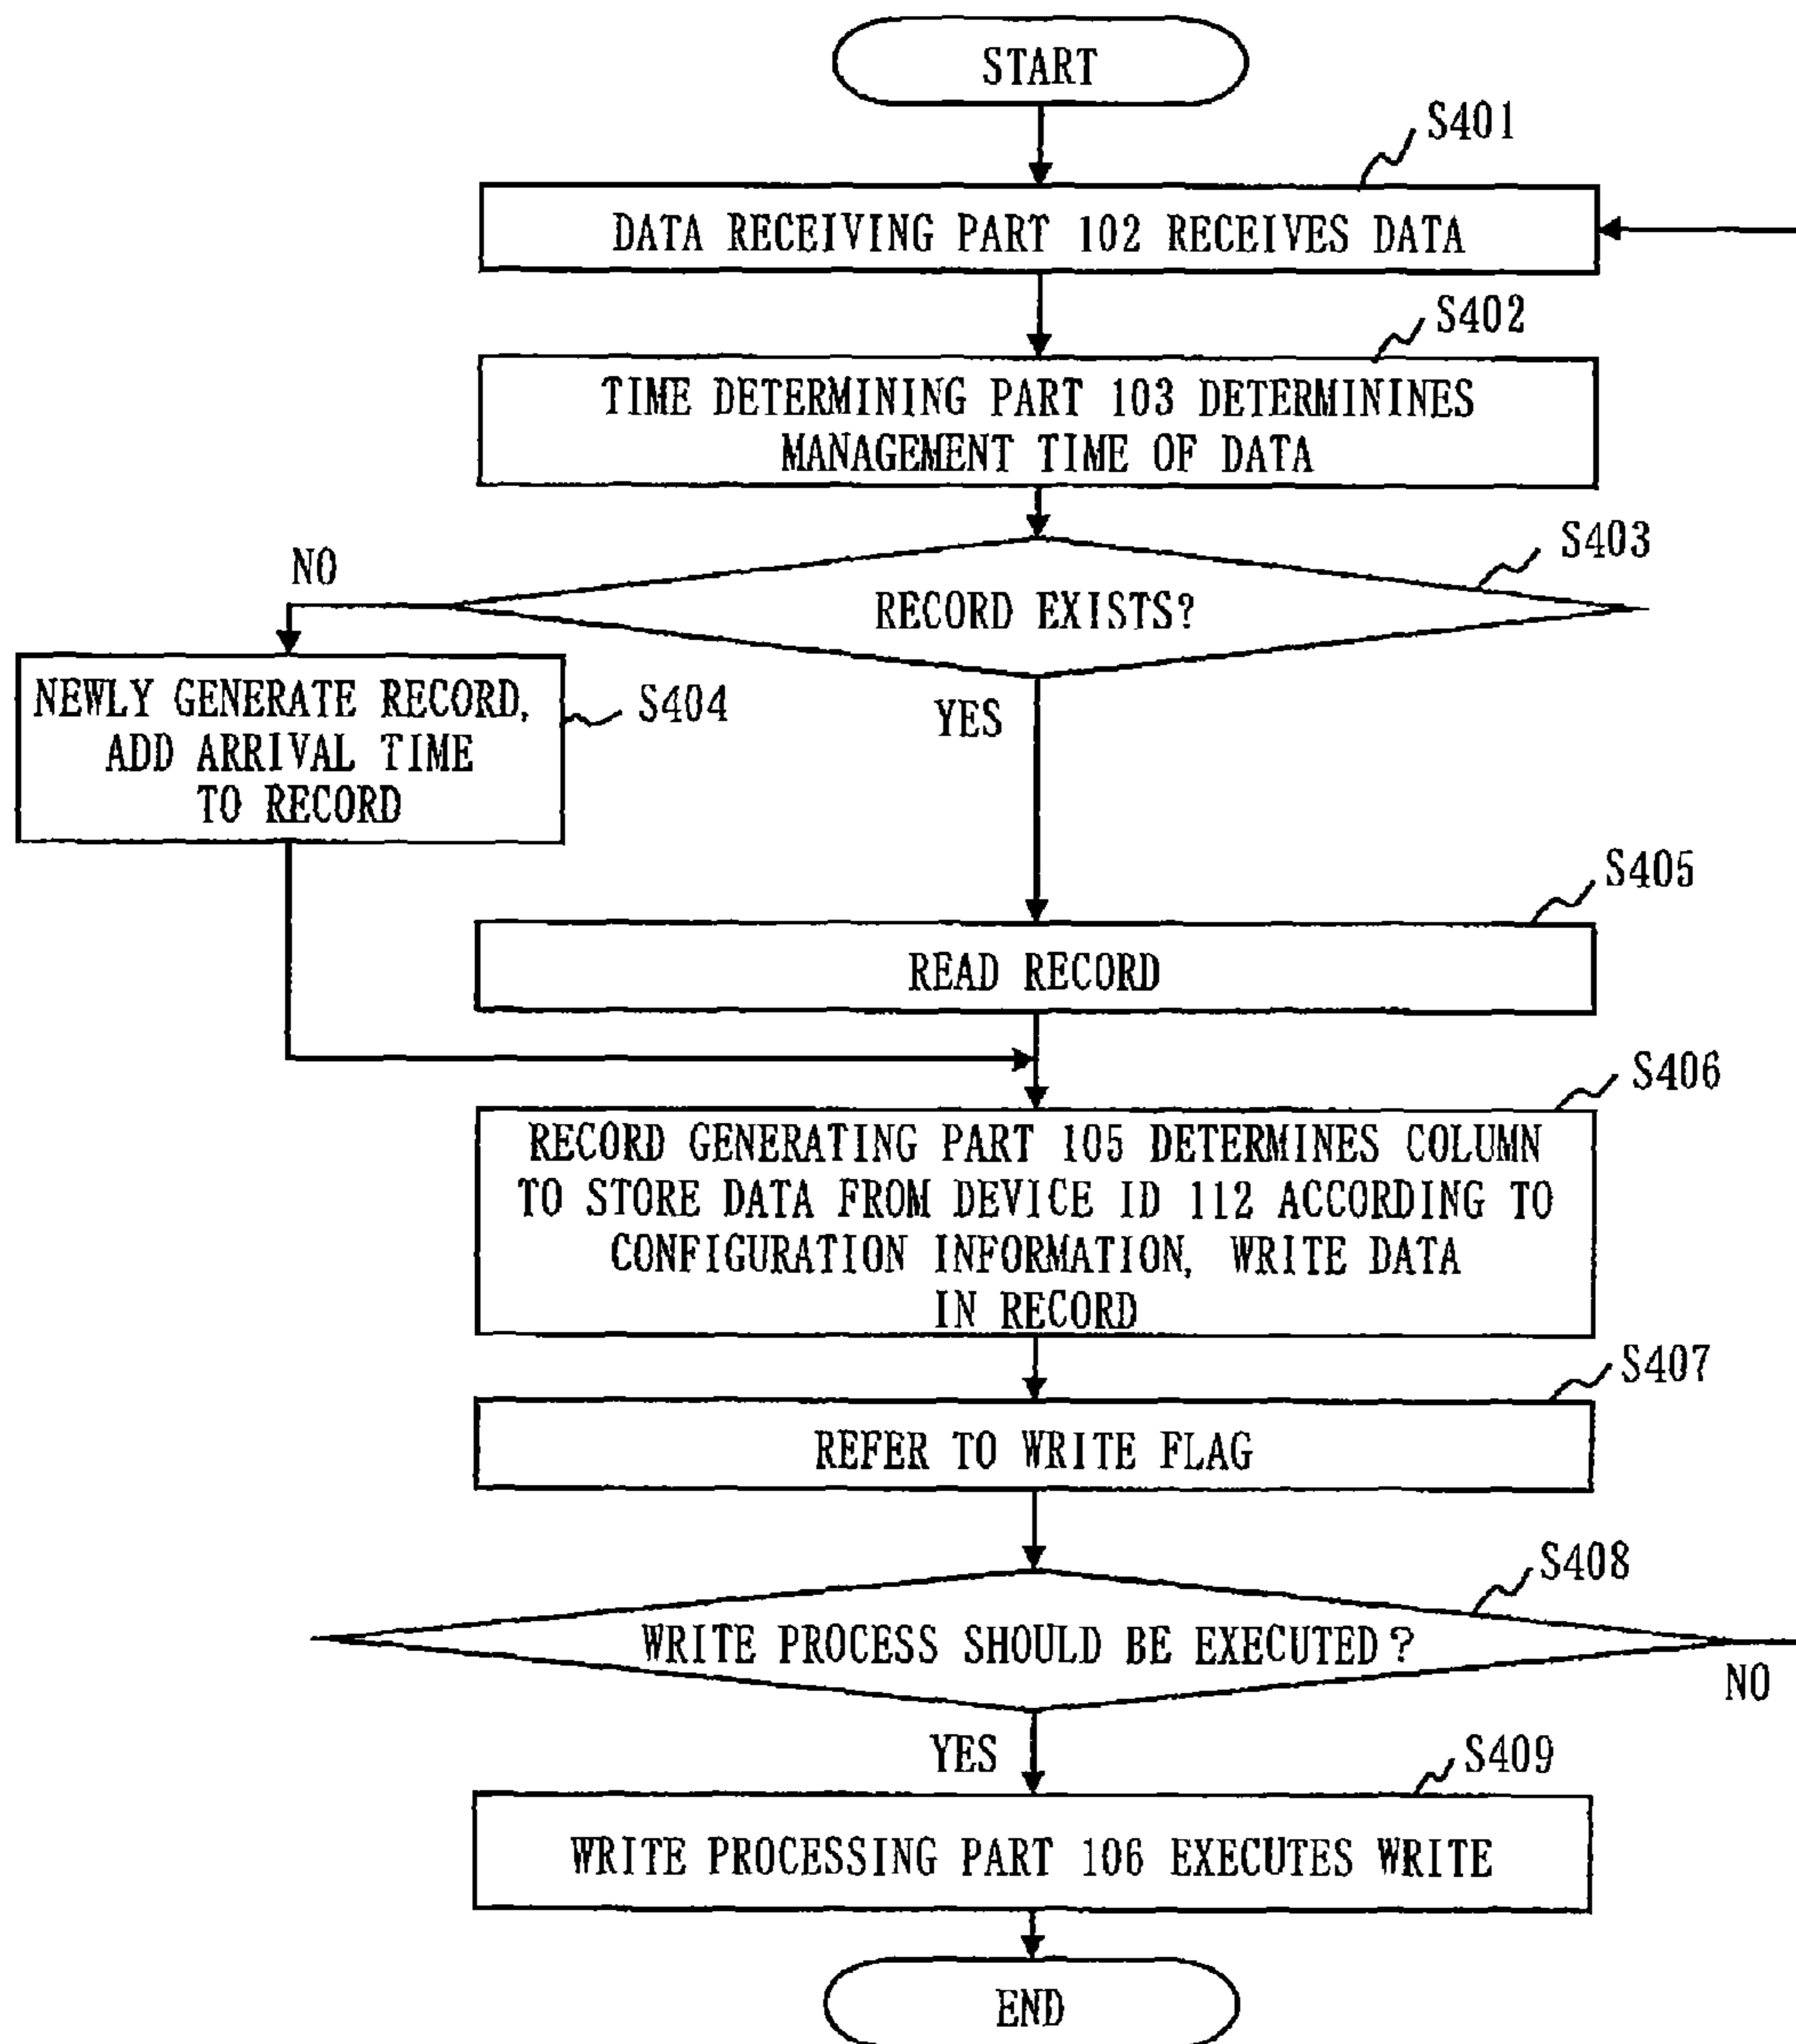 START
S401
DATA RECEIVING PART 102 RECEIVES DATA
S402
TIME DETERMINING PART 103 DETERMININES
MANAGEMENT TIME OF DATA
S403
NO
RECORD EXISTS?
NEWLY GENERATE RECORD,
ADD ARRIVAL TIME
TO RECORD
S404
YES
S405
READ RECORD
S406
RECORD GENERATING PART 105 DETERMINES COLUMN
TO STORE DATA FROM DEVICE ID 112 ACCORDING TO
CONFIGURATION INFORMATION, WRITE DATA
IN RECORD
S407
REFER TO WRITE FLAG
S408
WRITE PROCESS SHOULD BE EXECUTED?
NO
YES
S409
WRITE PROCESSING PART 106 EXECUTES WRITE
END